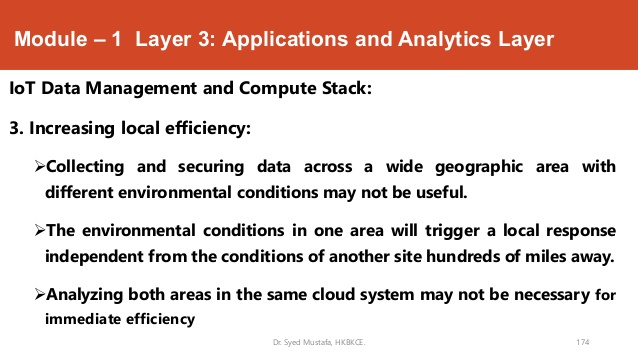 Module – 1 Layer 3: Applications and Analytics Layer
IoT Data Management and Compute Stack:
3. Increasing local efficiency:
➢Collecting and securing data across a wide geographic area with
different environmental conditions may not be useful.
➢The environmental conditions in one area will trigger a local response
independent from the conditions of another site hundreds of miles away.
➢Analyzing both areas in the same cloud system may not be necessary for
immediate efficiency
Dr. Syed Mustafa, HKBKCE. 174